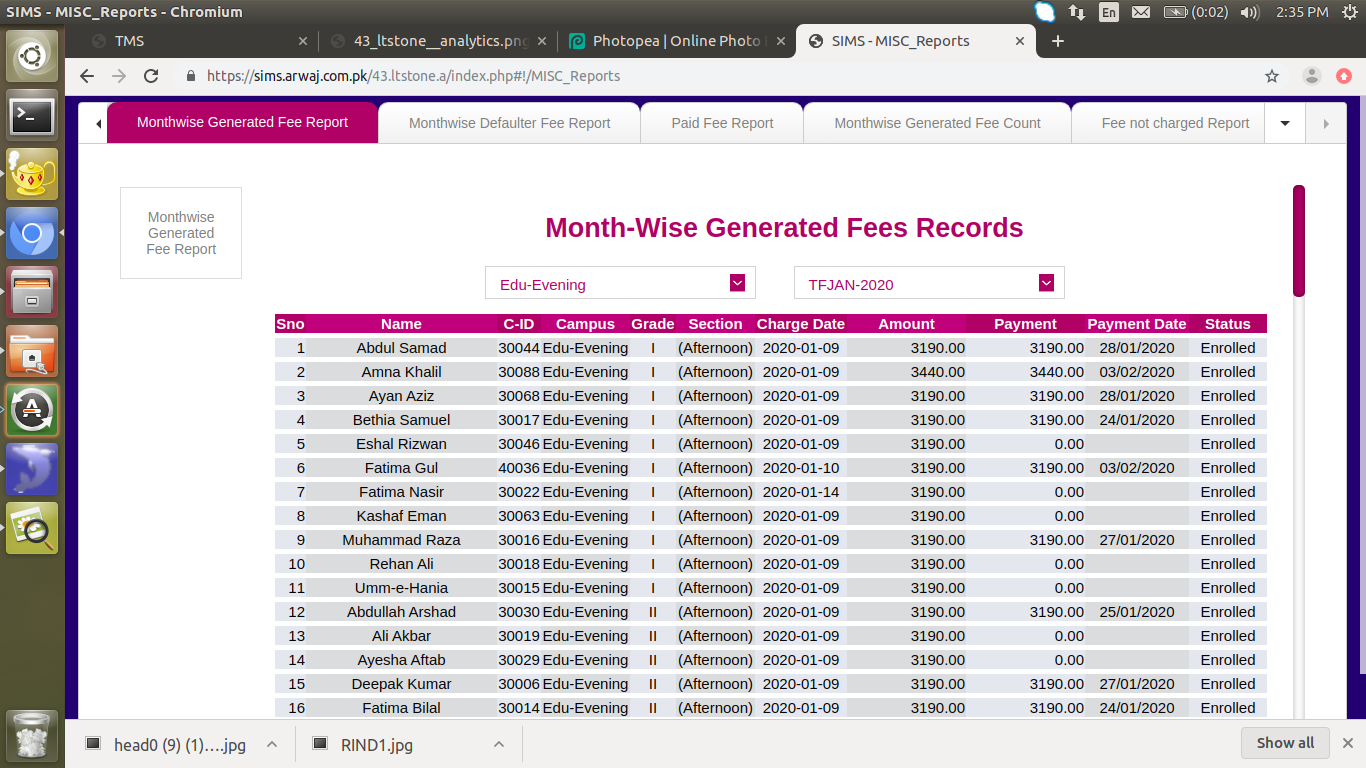 SIMS - MISC_Reports - Chromium
En
(0:02)
2:35 PM
TMS
43_ltstone__analytics.png
Photopea | Online Photo
SIMS - MISC_Reports
https://sims.arwaj.com.pk/43.ltstone.a/index.php#!/MISC_Reports
Monthwise Generated Fee Report
Monthwise Defaulter Fee Report
Paid Fee Report
Monthwise Generated Fee Count
Fee not charged Report
Monthwise
Generated
Fee Report
Month-Wise Generated Fees Records
Edu-Evening
TFJAN-2020
Sno Name C-ID Campus Grade Section Charge Date Amount Payment Payment Date Status
1 Abdul Samad 30044 Edu-Evening I (Afternoon) 2020-01-09 3190.00 3190.00 28/01/2020 Enrolled
2 Amna Khalil 30088 Edu-Evening I (Afternoon) 2020-01-09 3440.00 3440.00 03/02/2020 Enrolled
3 Ayan Aziz 30068 Edu-Evening I (Afternoon) 2020-01-09 3190.00 3190.00 28/01/2020 Enrolled
4 Bethia Samuel 30017 Edu-Evening I (Afternoon) 2020-01-09 3190.00 3190.00 24/01/2020 Enrolled
5 Eshal Rizwan 30046 Edu-Evening I (Afternoon) 2020-01-09 3190.00 0.00 Enrolled
6 Fatima Gul 40036 Edu-Evening I (Afternoon) 2020-01-10 3190.00 3190.00 03/02/2020 Enrolled
7 Fatima Nasir 30022 Edu-Evening I (Afternoon) 2020-01-14 3190.00 0.00 Enrolled
8 Kashaf Eman 30063 Edu-Evening I (Afternoon) 2020-01-09 3190.00 0.00 Enrolled
9 Muhammad Raza 30016 Edu-Evening I (Afternoon) 2020-01-09 3190.00 3190.00 27/01/2020 Enrolled
10 Rehan Ali 30018 Edu-Evening I (Afternoon) 2020-01-09 3190.00 0.00 Enrolled
11 Umm-e-Hania 30015 Edu-Evening I (Afternoon) 2020-01-09 3190.00 0.00 Enrolled
12 Abdullah Arshad 30030 Edu-Evening II (Afternoon) 2020-01-09 3190.00 3190.00 25/01/2020 Enrolled
13 Ali Akbar 30019 Edu-Evening II (Afternoon) 2020-01-09 3190.00 0.00 Enrolled
14 Ayesha Aftab 30029 Edu-Evening II (Afternoon) 2020-01-09 3190.00 0.00 Enrolled
15 Deepak Kumar 30006 Edu-Evening II (Afternoon) 2020-01-09 3190.00 3190.00 27/01/2020 Enrolled
16 Fatima Bilal 30014 Edu-Evening II (Afternoon) 2020-01-09 3190.00 3190.00 24/01/2020 Enrolled
head0 (9) (1)....jpg
RIND1.jpg
Show all